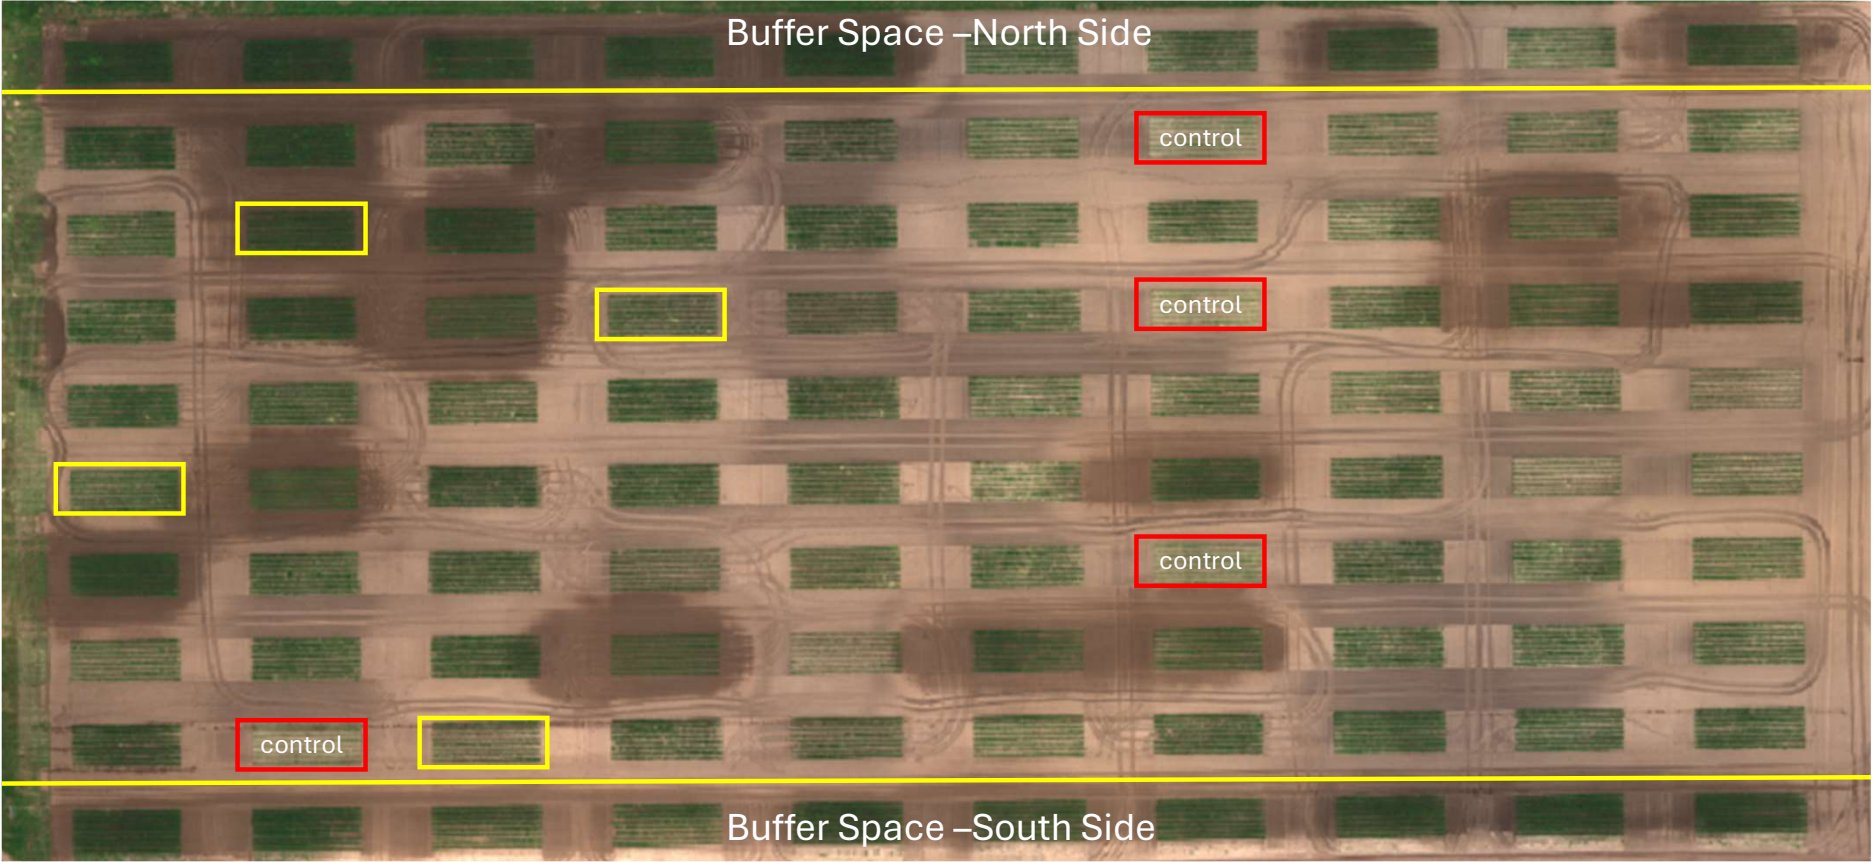 Buffer Space –North Side
control
control
control
control
Buffer Space –South Side